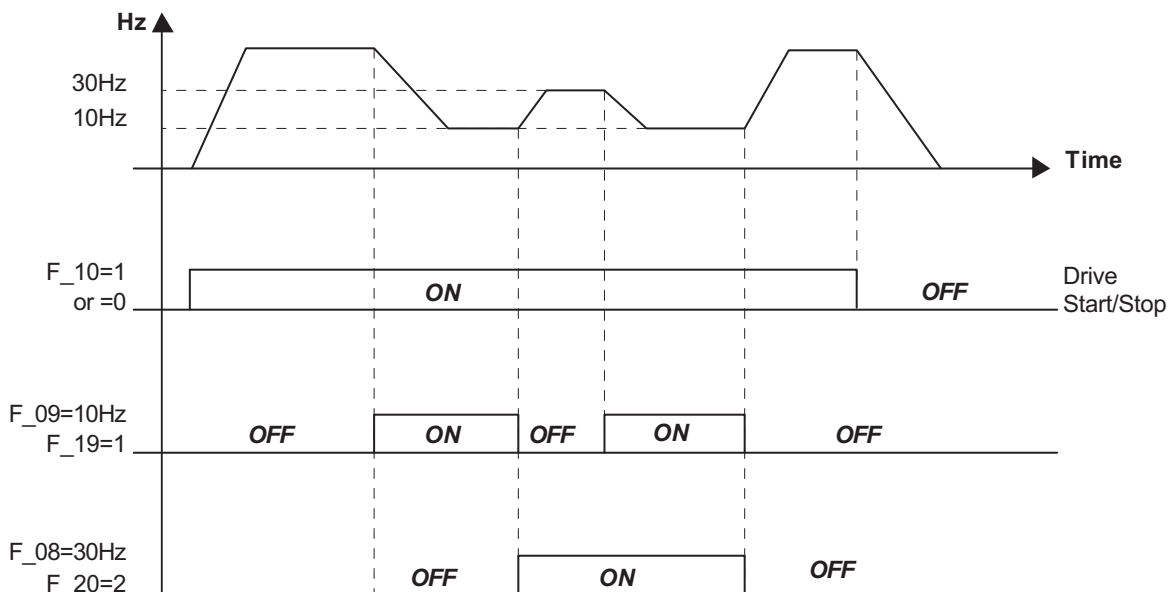 Hz
30Hz
10Hz
Time
F_10=1
or =0
ON
OFF
Drive
Start/Stop
F_09=10Hz
F_19=1
OFF
ON
OFF
ON
OFF
F_08=30Hz
F_20=2
OFF
ON
OFF